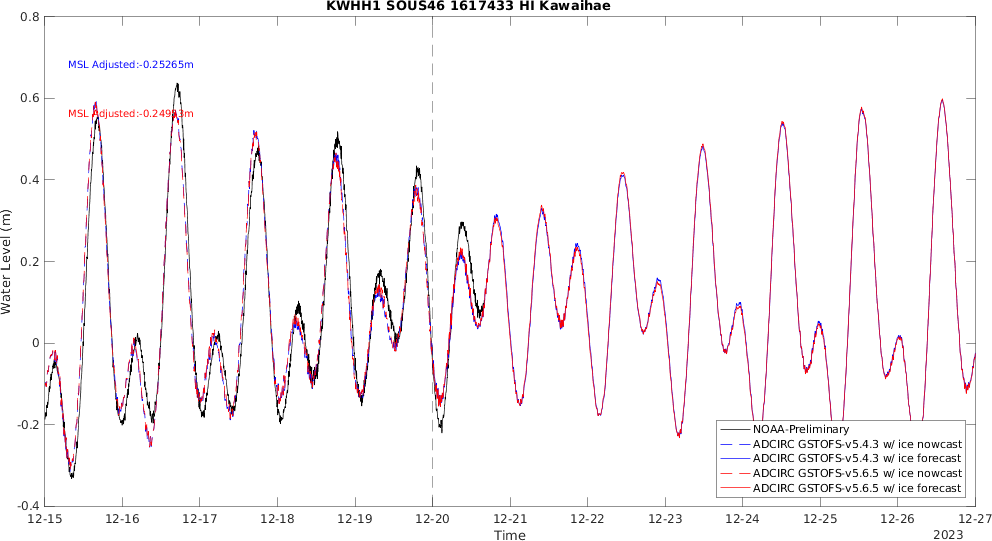 KWHH1 SOUS46 1617433 HI Kawaihae
0.8
MSL Adjusted:-0.25265m
0.6
MSL Adjusted:-0.24983m
0.4
0.2
0
-0.2
-0.4
Water Level (m)
NOAA-Preliminary
ADCIRC GSTOFS-v5.4.3 w/ ice nowcast
ADCIRC GSTOFS-v5.4.3 w/ ice forecast
ADCIRC GSTOFS-v5.6.5 w/ ice nowcast
ADCIRC GSTOFS-v5.6.5 w/ ice forecast
12-15 12-16 12-17 12-18 12-19 12-20 12-21 12-22 12-23 12-24 12-25 12-26 12-27
Time
2023